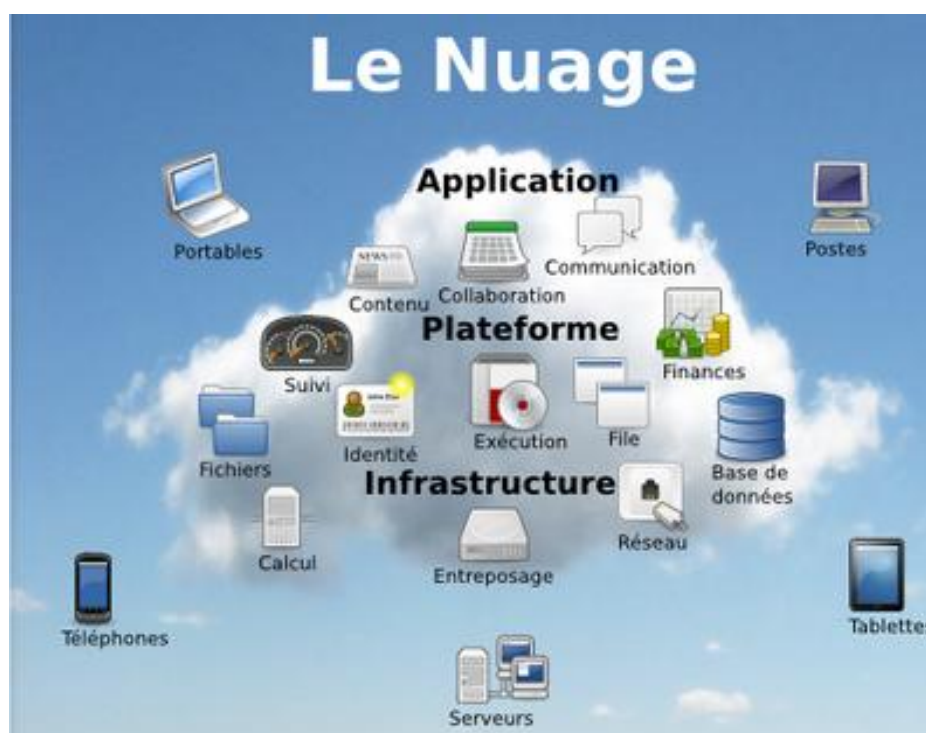 Le Nuage
Application
Portables
Postes
Communication
NEWS
Contenu
Collaboration
Plateforme
Suivi
Finances
Identité
Exécution
File
Fichiers
Base de
données
Infrastructure
Calcul
Réseau
Entreposage
Téléphones
Tablettes
Serveurs